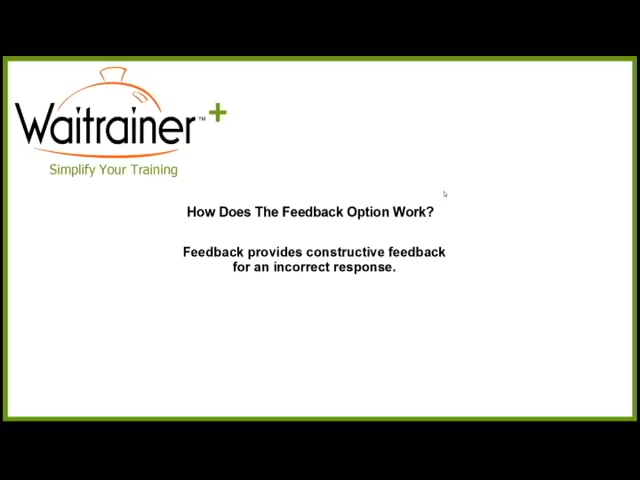 Waitrainer™ +
Simplify Your Training
How Does The Feedback Option Work?
Feedback provides constructive feedback
for an incorrect response.